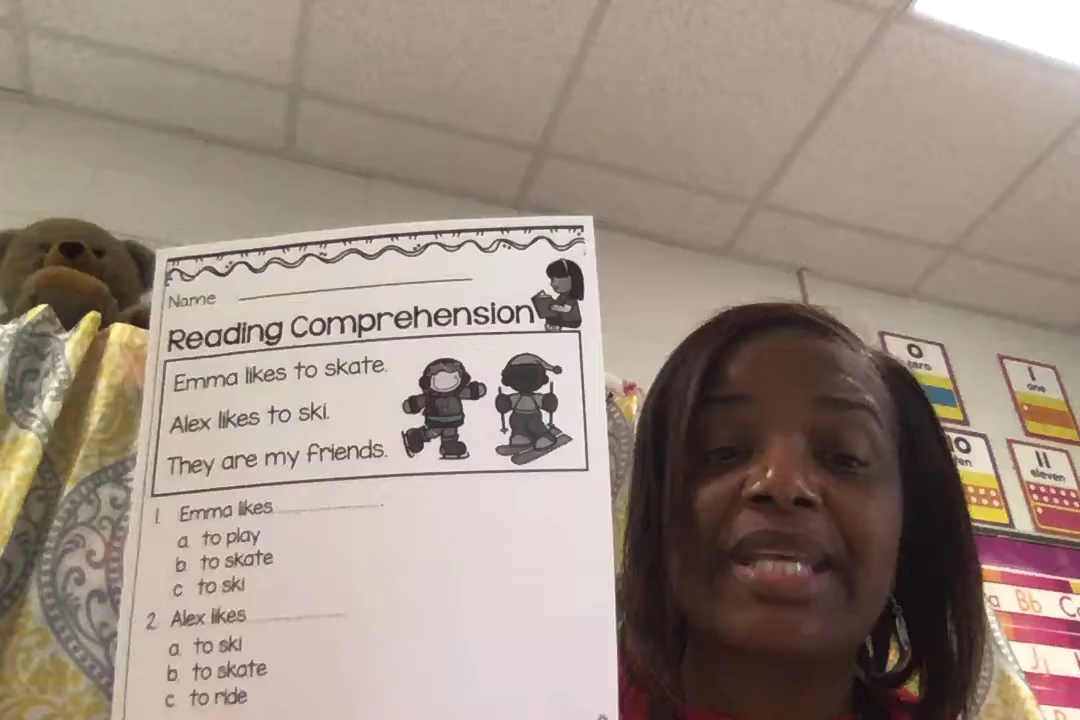 Name
Reading Comprehension
Emma likes to skate.
Alex likes to ski.
They are my friends.
1. Emma likes
a. to play
b. to skate
c. to ski
2. Alex likes
a. to ski
b. to skate
c. to ride
0
zero
1
one
10
ten
11
eleven
Bb